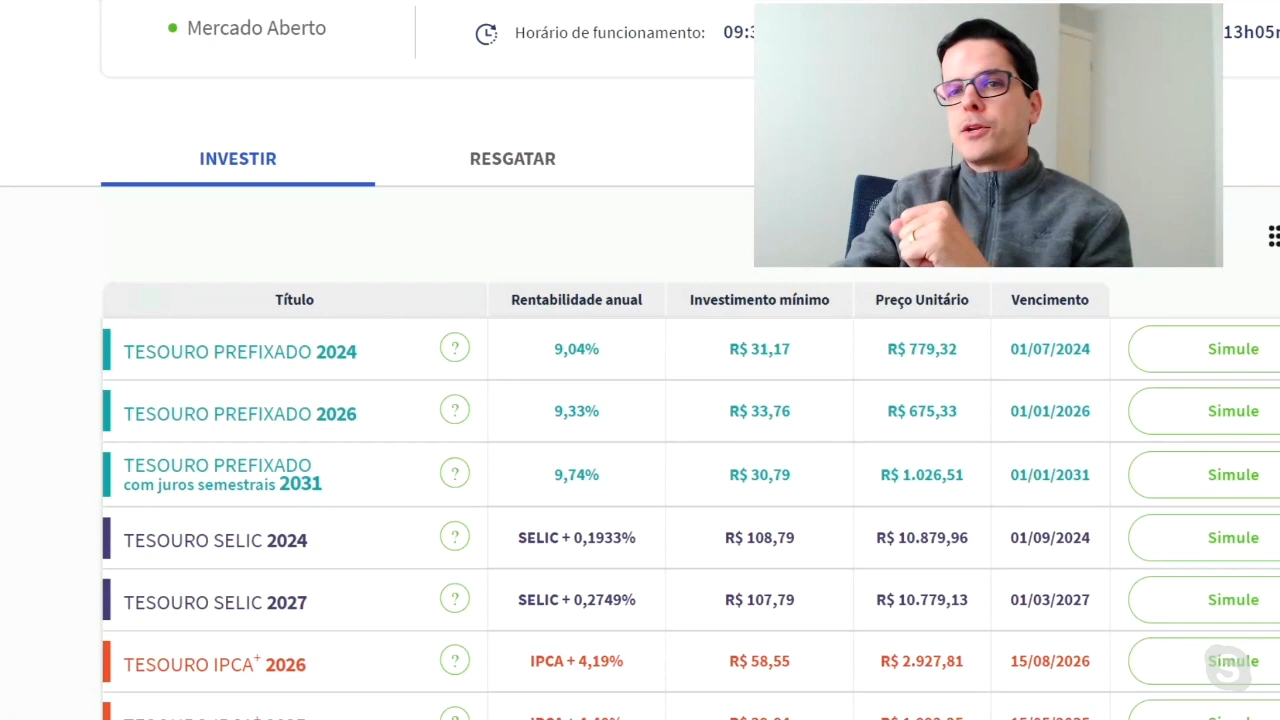 Mercado Aberto
Horário de funcionamento: 09:3
13h05
INVESTIR
RESGATAR
Título Rentabilidade anual Investimento mínimo Preço Unitário Vencimento
TESOURO PREFIXADO 2024 ? 9,04% R$ 31,17 R$ 779,32 01/07/2024 Simule
TESOURO PREFIXADO 2026 ? 9,33% R$ 33,76 R$ 675,33 01/01/2026 Simule
TESOURO PREFIXADO
com juros semestrais 2031 ? 9,74% R$ 30,79 R$ 1.026,51 01/01/2031 Simule
TESOURO SELIC 2024 ? SELIC + 0,1933% R$ 108,79 R$ 10.879,96 01/09/2024 Simule
TESOURO SELIC 2027 ? SELIC + 0,2749% R$ 107,79 R$ 10.779,13 01/03/2027 Simule
TESOURO IPCA+ 2026 ? IPCA + 4,19% R$ 58,55 R$ 2.927,81 15/08/2026 Simule